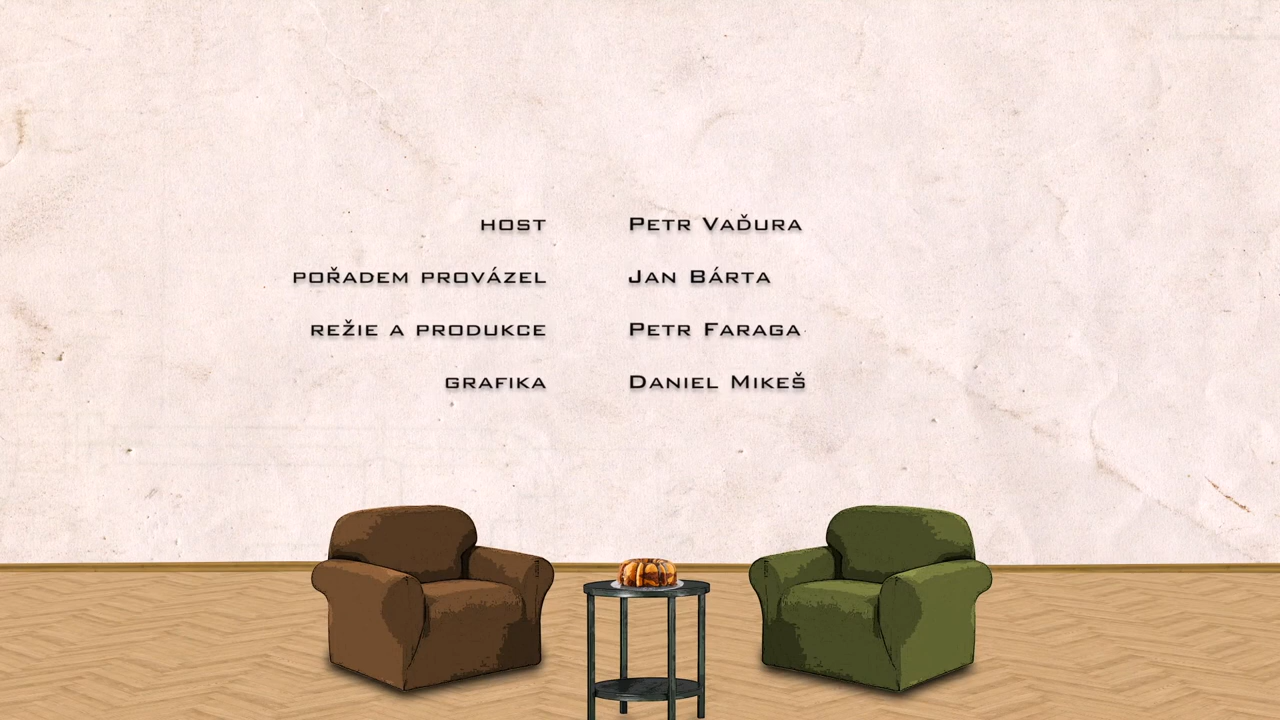 HOST PETR VAĎURA
POŘADEM PROVÁZEL JAN BÁRTA
REŽIE A PRODUKCE PETR FARAGA
GRAFIKA DANIEL MIKEŠ